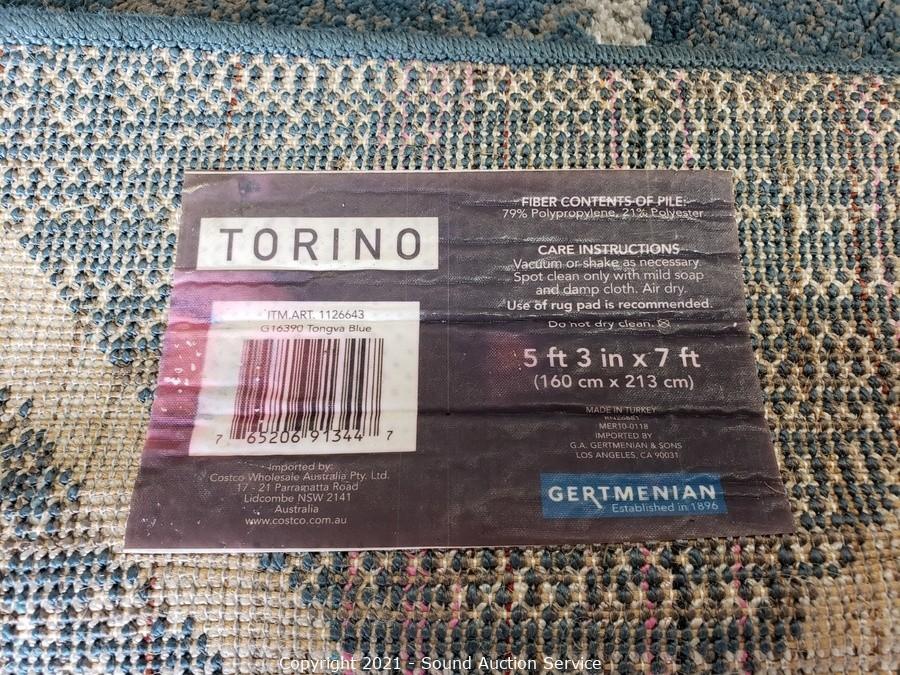 TORINO
ITM.ART. 1126643
G16390 Tongva Blue
7 65206 91344 7
Imported by:
Costco Wholesale Australia Pty. Ltd.
17 - 21 Parramatta Road
Lidcombe NSW 2141
Australia
www.costco.com.au
FIBER CONTENTS OF PILE:
79% Polypropylene, 21% Polyester
CARE INSTRUCTIONS
Vacuum or shake as necessary
Spot clean only with mild soap
and damp cloth. Air dry.
Use of rug pad is recommended.
Do not dry clean.
5 ft 3 in x 7 ft
(160 cm x 213 cm)
MADE IN TURKEY
MER10-0118
IMPORTED BY
G.A. GERTMENIAN & SONS
LOS ANGELES, CA 90031
GERTMENIAN
Established in 1896
Copyright 2021 - Sound Auction Service